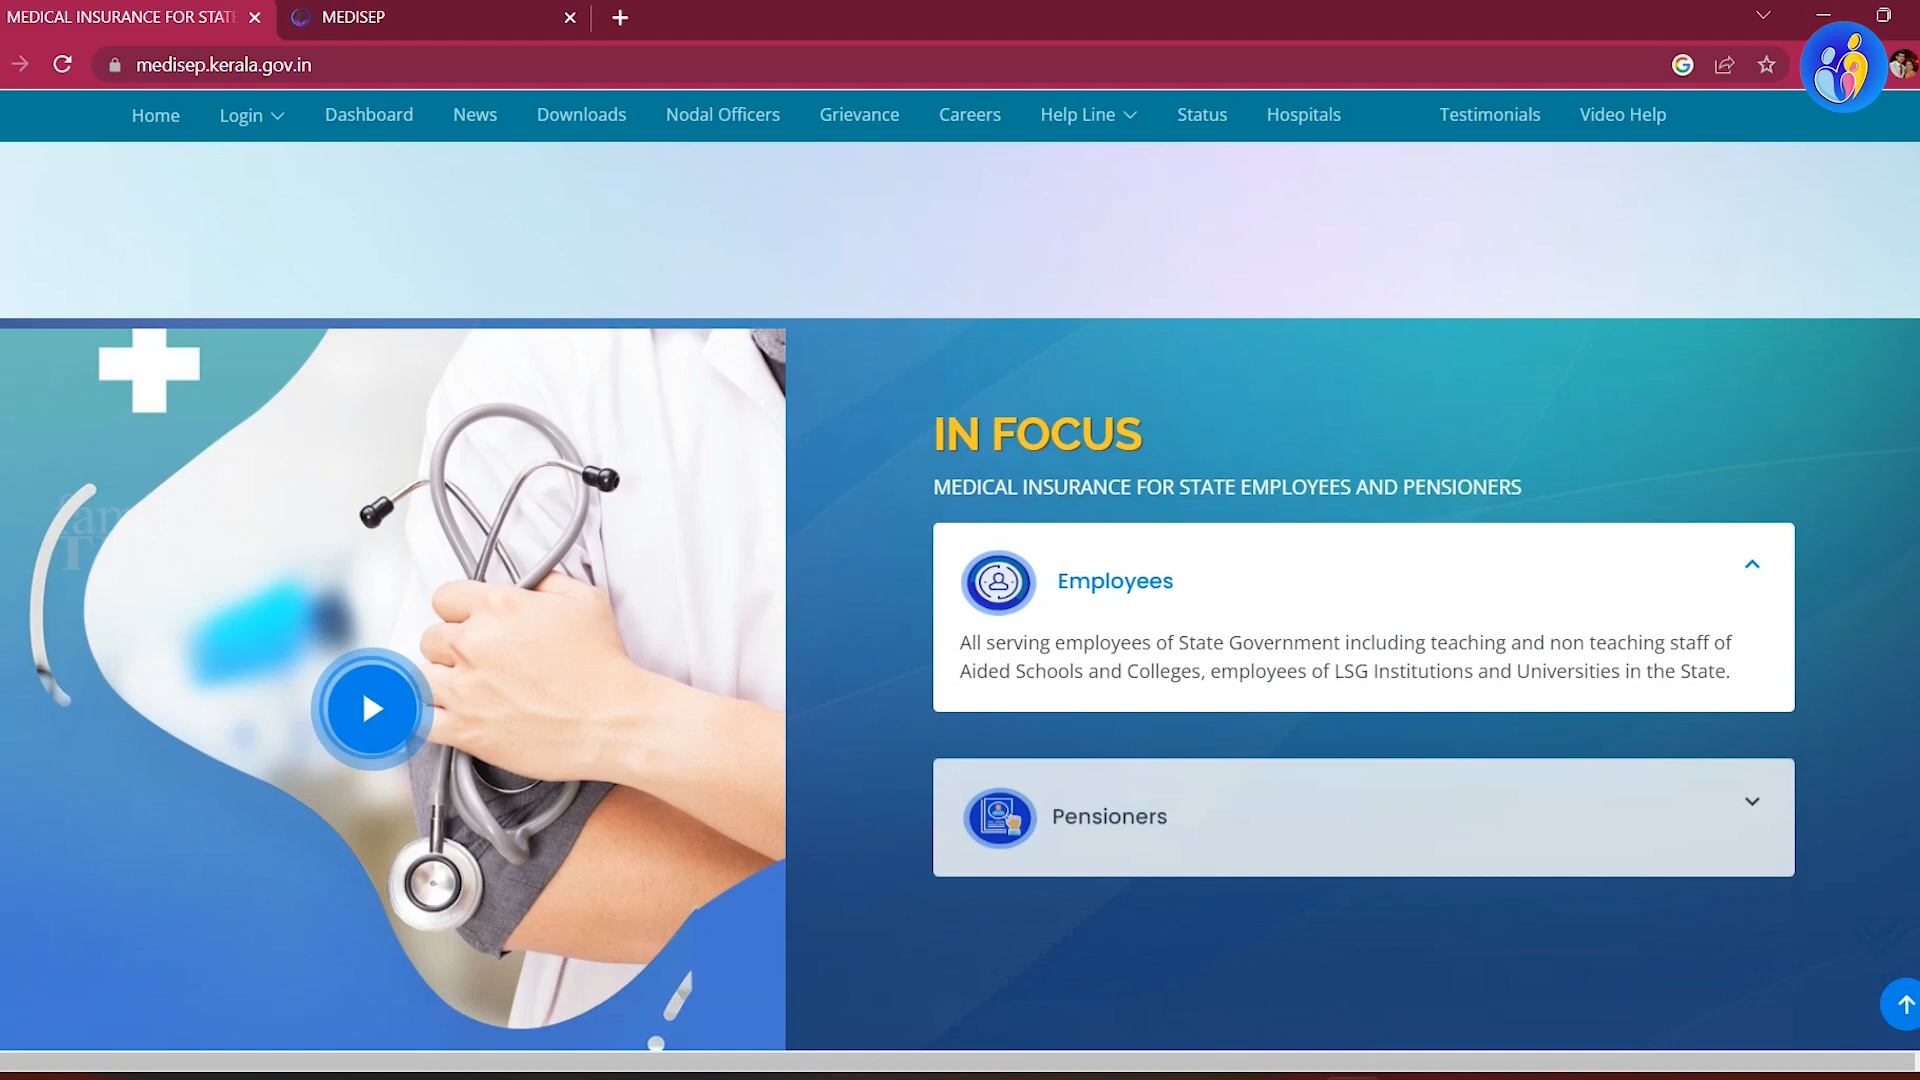 MEDICAL INSURANCE FOR STATE
MEDISEP
medisep.kerala.gov.in
Home Login Dashboard News Downloads Nodal Officers Grievance Careers Help Line Status Hospitals Testimonials Video Help
IN FOCUS
MEDICAL INSURANCE FOR STATE EMPLOYEES AND PENSIONERS
Employees
All serving employees of State Government including teaching and non teaching staff of
Aided Schools and Colleges, employees of LSG Institutions and Universities in the State.
Pensioners